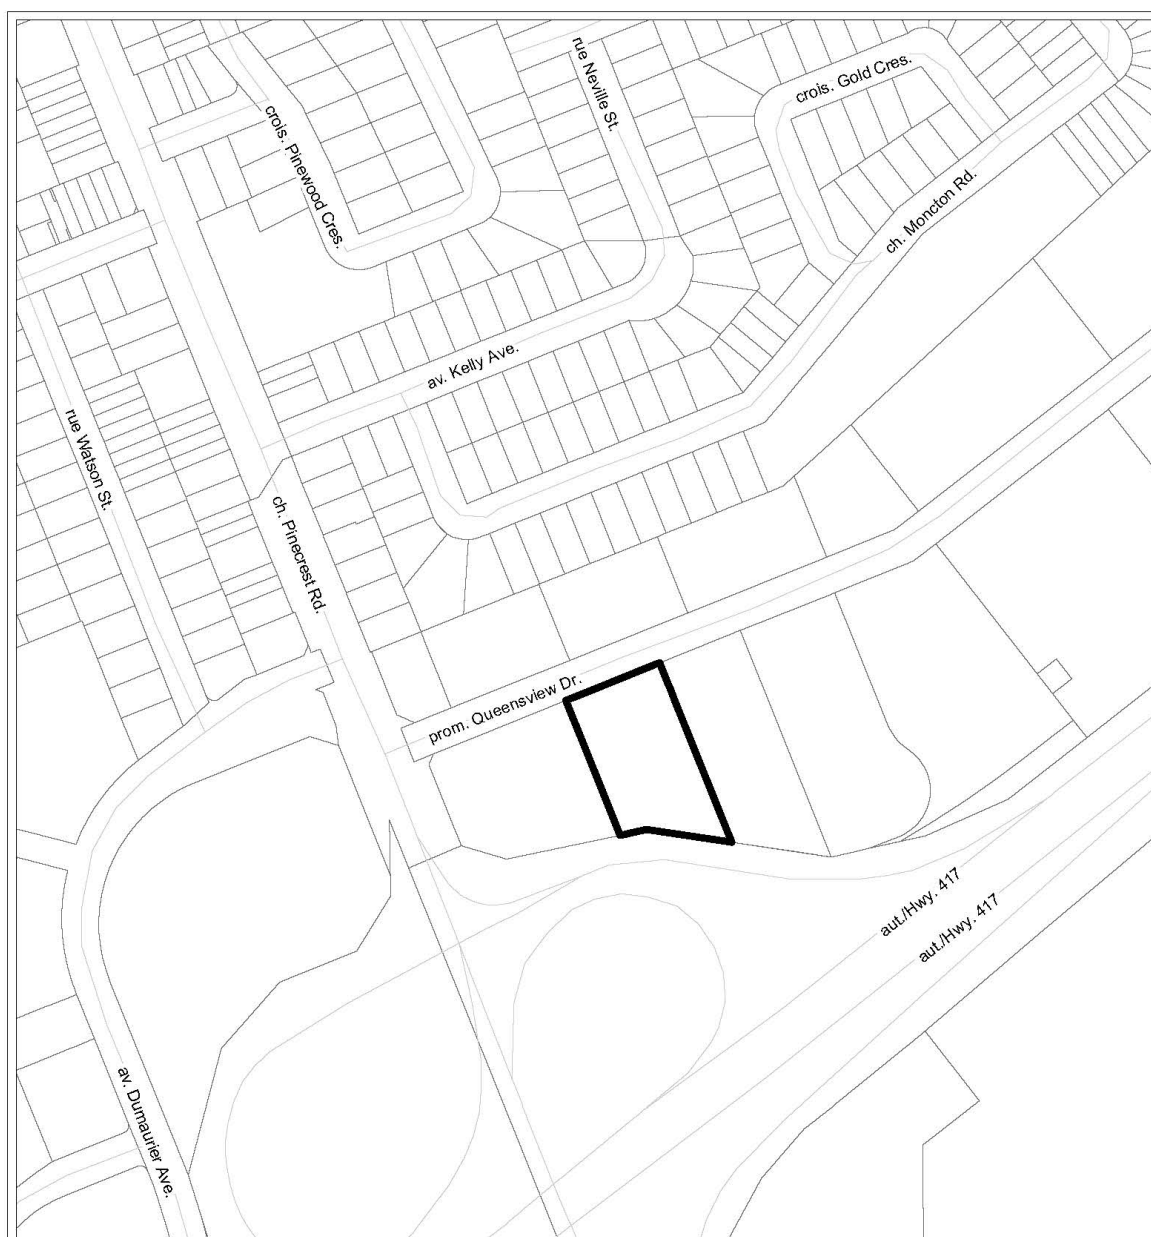 rue Neville St.
crois. Gold Cres.
crois. Pinewood Cres.
ch. Moncton Rd.
av. Kelly Ave.
rue Watson St.
ch. Pinecrest Rd.
prom. Queensview Dr.
aut./Hwy. 417
aut./Hwy. 417
av. Dumaurier Ave.